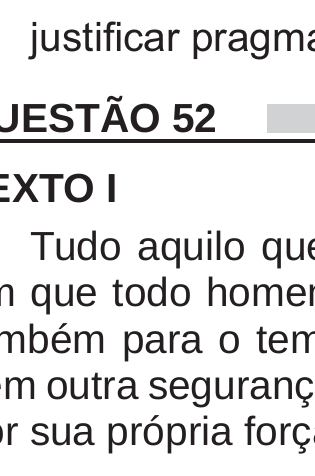 justificar pragma
UESTÃO 52
EXTO I
Tudo aquilo que
m que todo homem
mbém para o tem
em outra seguranç
or sua própria força